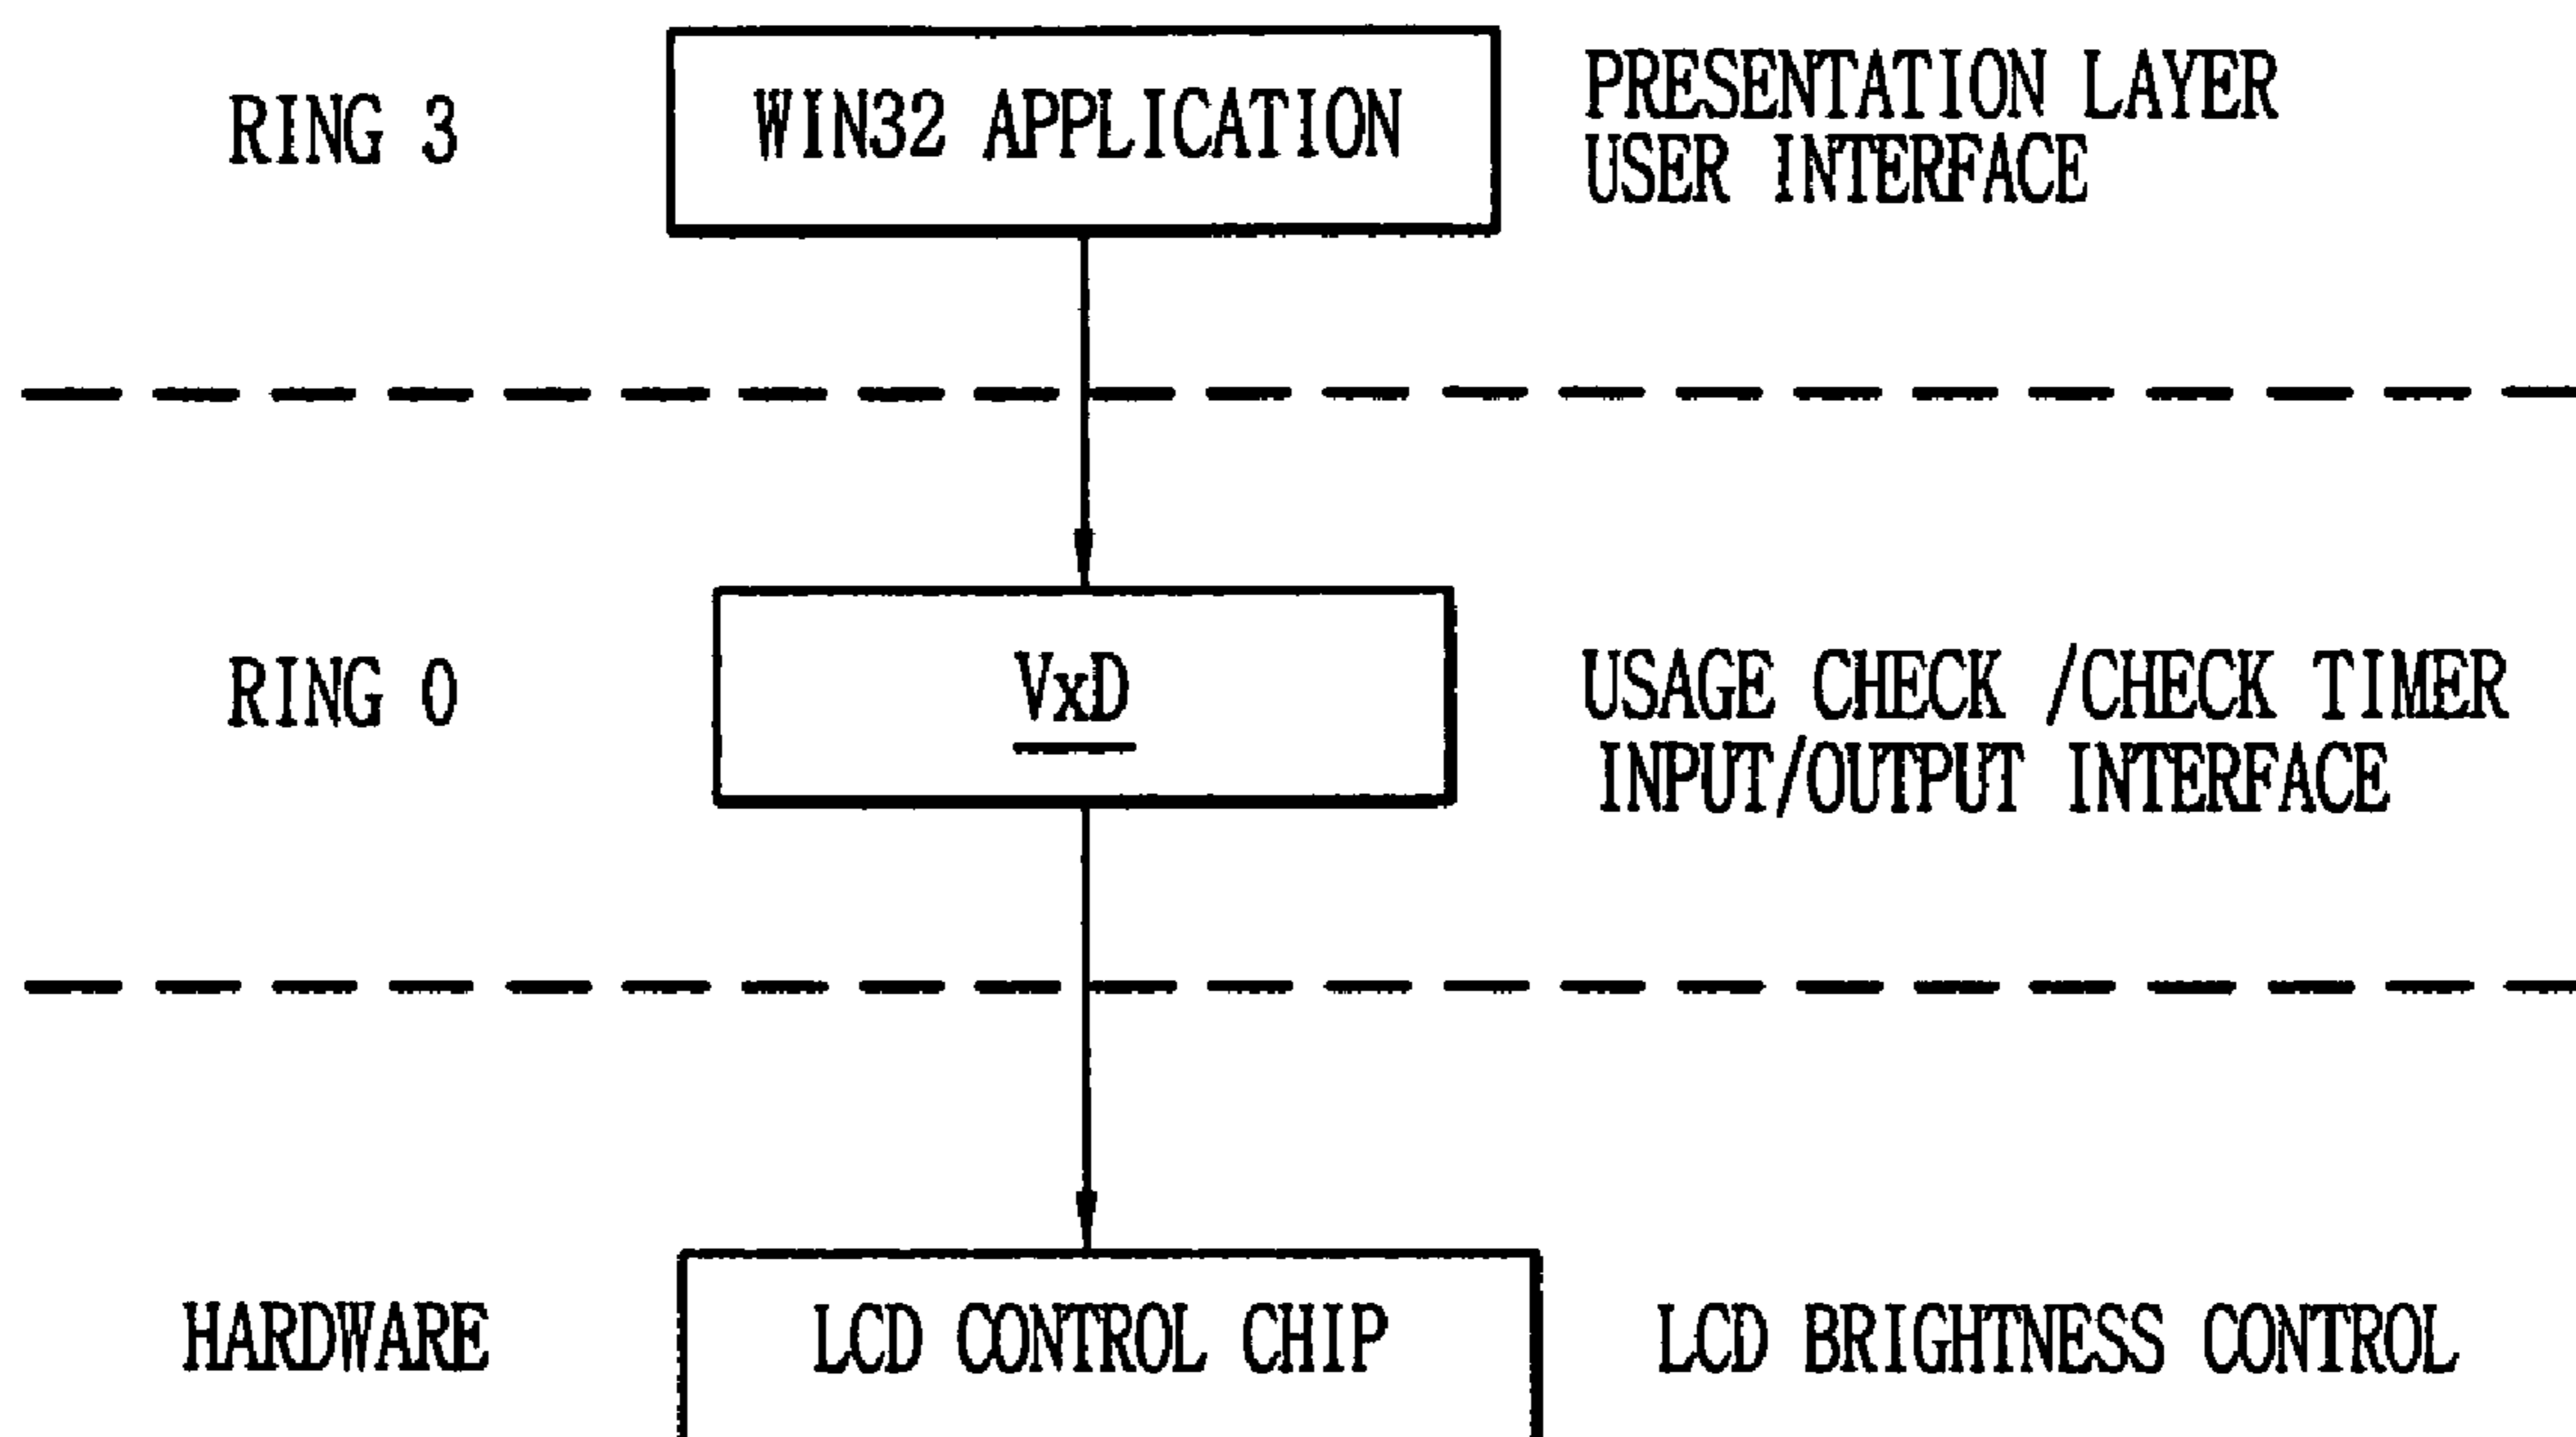 RING 3
WIN32 APPLICATION
PRESENTATION LAYER
USER INTERFACE
RING 0
VxD
USAGE CHECK /CHECK TIMER
INPUT/OUTPUT INTERFACE
HARDWARE
LCD CONTROL CHIP
LCD BRIGHTNESS CONTROL